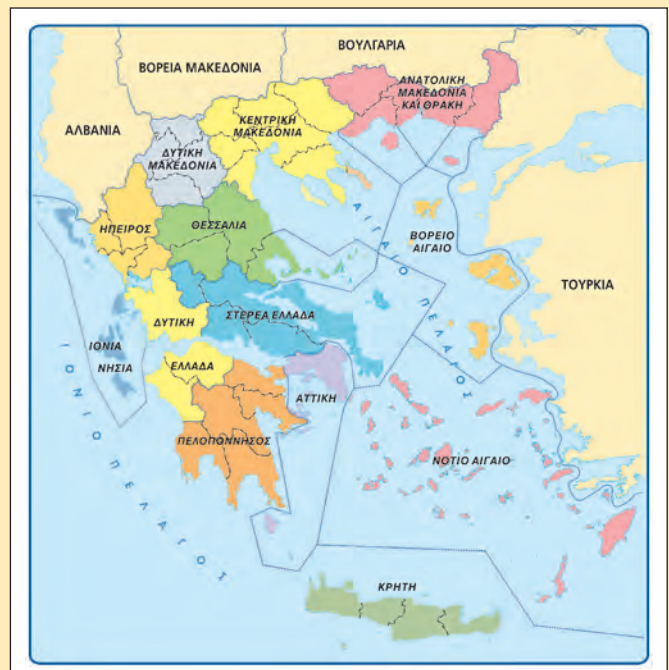 ΒΟΥΛΓΑΡΙΑ
ΒΟΡΕΙΑ ΜΑΚΕΔΟΝΙΑ
ΑΝΑΤΟΛΙΚΗ
ΜΑΚΕΔΟΝΙΑ
ΚΑΙ ΘΡΑΚΗ
ΑΛΒΑΝΙΑ
ΚΕΝΤΡΙΚΗ
ΜΑΚΕΔΟΝΙΑ
ΔΥΤΙΚΗ
ΜΑΚΕΔΟΝΙΑ
ΗΠΕΙΡΟΣ
ΘΕΣΣΑΛΙΑ
ΑΙΓΑΙΟ ΠΕΛΑΓΟΣ
ΒΟΡΕΙΟ
ΑΙΓΑΙΟ
ΤΟΥΡΚΙΑ
ΣΤΕΡΕΑ ΕΛΛΑΔΑ
ΔΥΤΙΚΗ
ΕΛΛΑΔΑ
ΙΟΝΙΑ
ΝΗΣΙΑ
ΙΟΝΙΟ ΠΕΛΑΓΟΣ
ΑΤΤΙΚΗ
ΠΕΛΟΠΟΝΝΗΣΟΣ
ΝΟΤΙΟ ΑΙΓΑΙΟ
ΚΡΗΤΗ